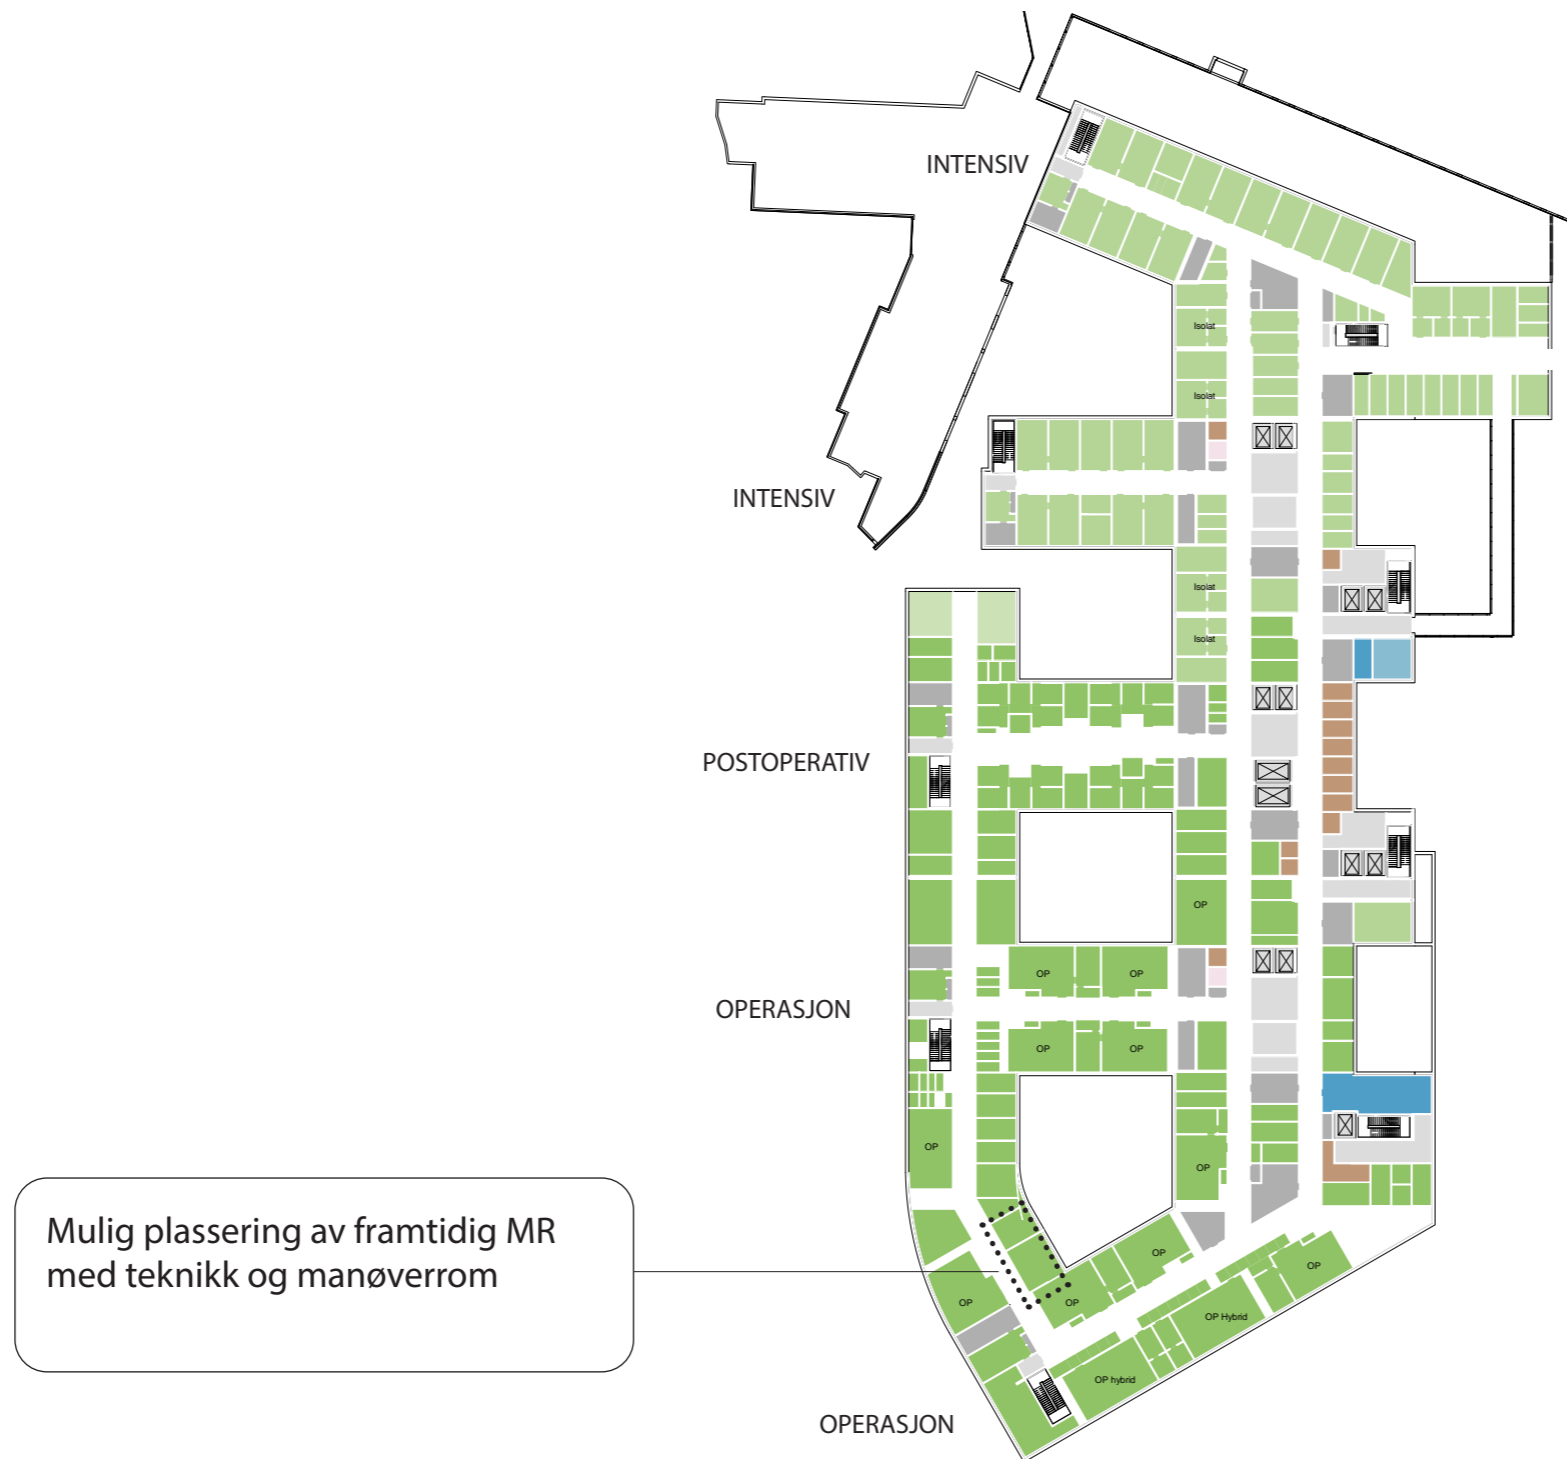 INTENSIV
Isolat
Isolat
INTENSIV
Isolat
Isolat
POSTOPERATIV
OP
OP
OP
OPERASJON
OP
OP
OP
OP
Mulig plassering av framtidig MR
med teknikk og manøverrom
OP
OP
OP
OP
OP Hybrid
OP hybrid
OPERASJON